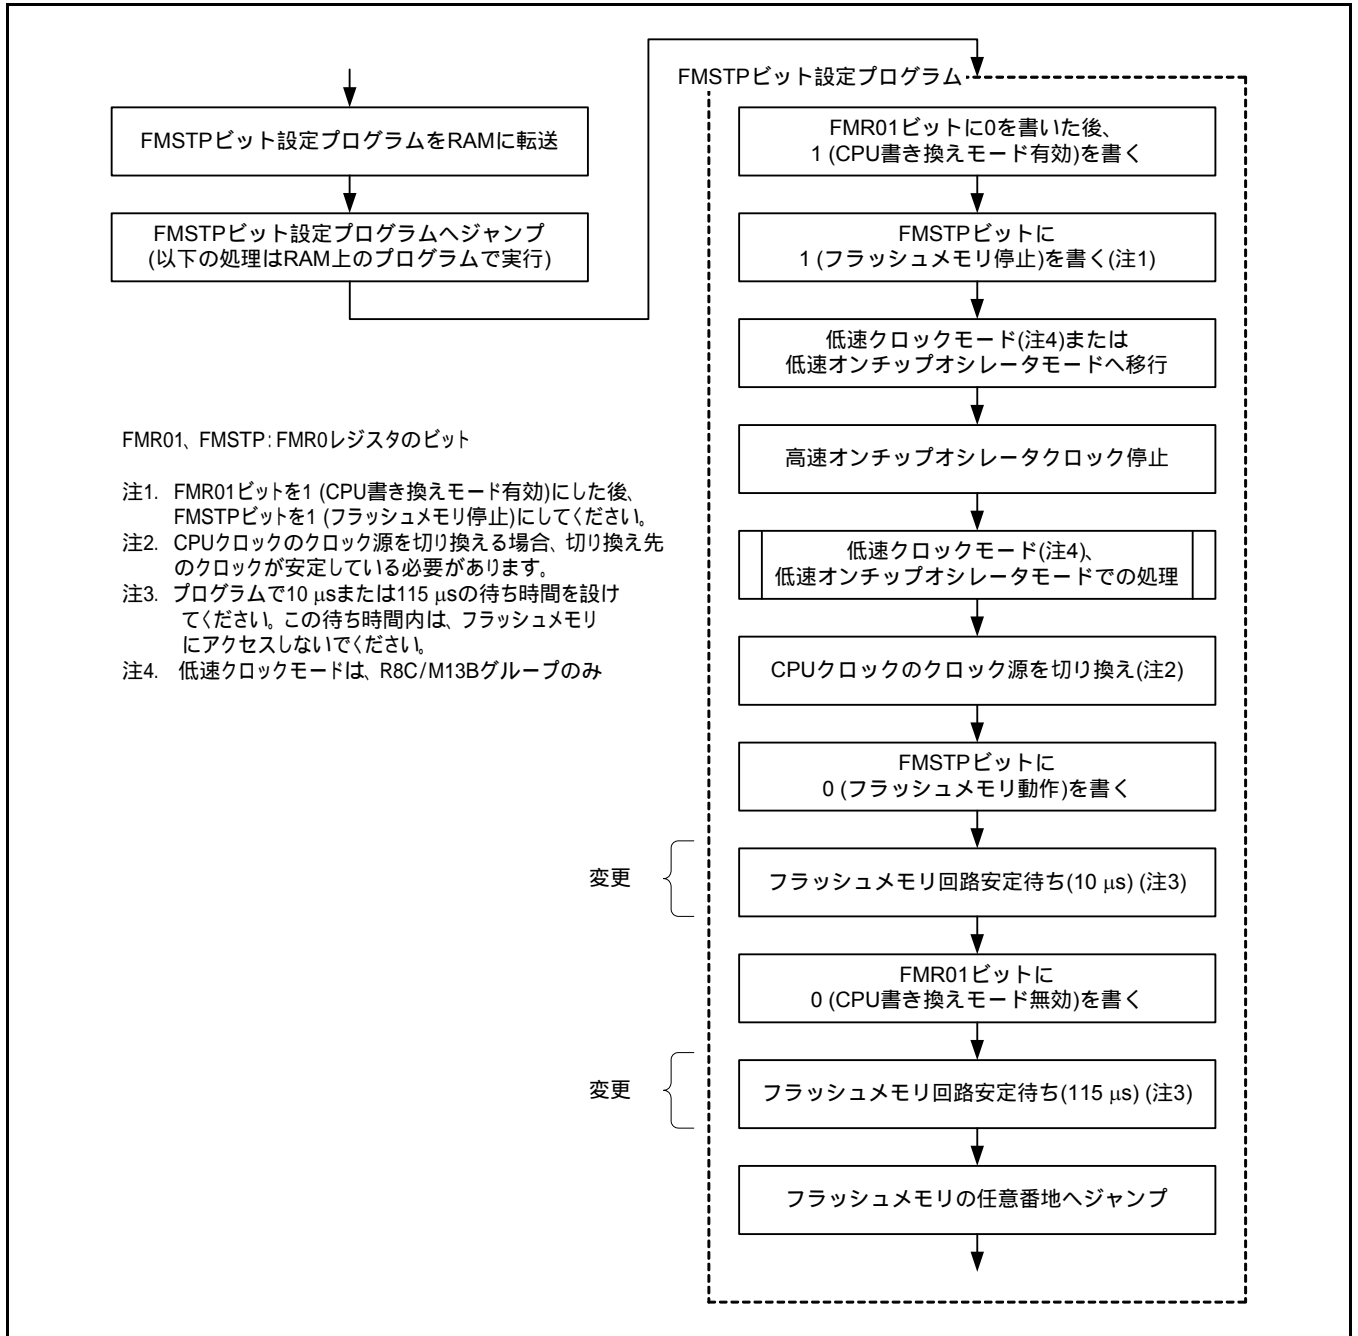 FMSTPビット設定プログラムをRAMに転送
FMSTPビット設定プログラムへジャンプ
(以下の処理はRAM上のプログラムで実行)
FMR01、FMSTP：FMR0レジスタのビット
注1. FMR01ビットを1 (CPU書き換えモード有効)にした後、
FMSTPビットを1 (フラッシュメモリ停止)にしてください。
注2. CPUクロックのクロック源を切り換える場合、切り換え先
のクロックが安定している必要があります。
注3. プログラムで10 μsまたは115 μsの待ち時間を設け
てください。この待ち時間内は、フラッシュメモリ
にアクセスしないでください。
注4. 低速クロックモードは、R8C/M13Bグループのみ
FMSTPビット設定プログラム
FMR01ビットに0を書いた後、
1 (CPU書き換えモード有効)を書く
FMSTPビットに
1 (フラッシュメモリ停止)を書く(注1)
低速クロックモード(注4)または
低速オンチップオシレータモードへ移行
高速オンチップオシレータクロック停止
低速クロックモード(注4)、
低速オンチップオシレータモードでの処理
CPUクロックのクロック源を切り換え(注2)
FMSTPビットに
0 (フラッシュメモリ動作)を書く
変更
フラッシュメモリ回路安定待ち(10 μs) (注3)
FMR01ビットに
0 (CPU書き換えモード無効)を書く
変更
フラッシュメモリ回路安定待ち(115 μs) (注3)
フラッシュメモリの任意番地へジャンプ